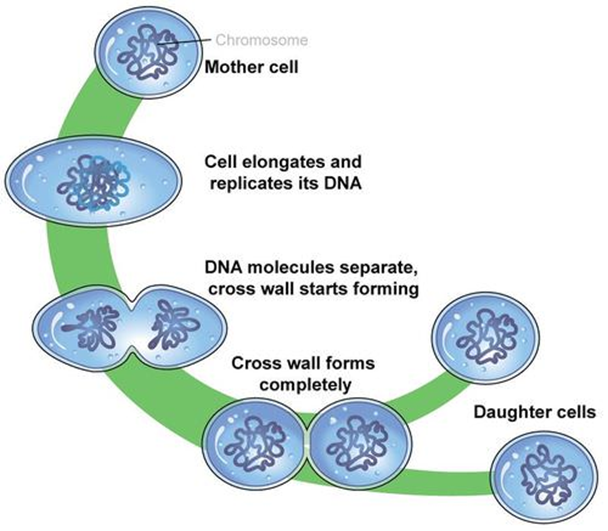 Chromosome
Mother cell
Cell elongates and
replicates its DNA
DNA molecules separate,
cross wall starts forming
Cross wall forms
completely
Daughter cells